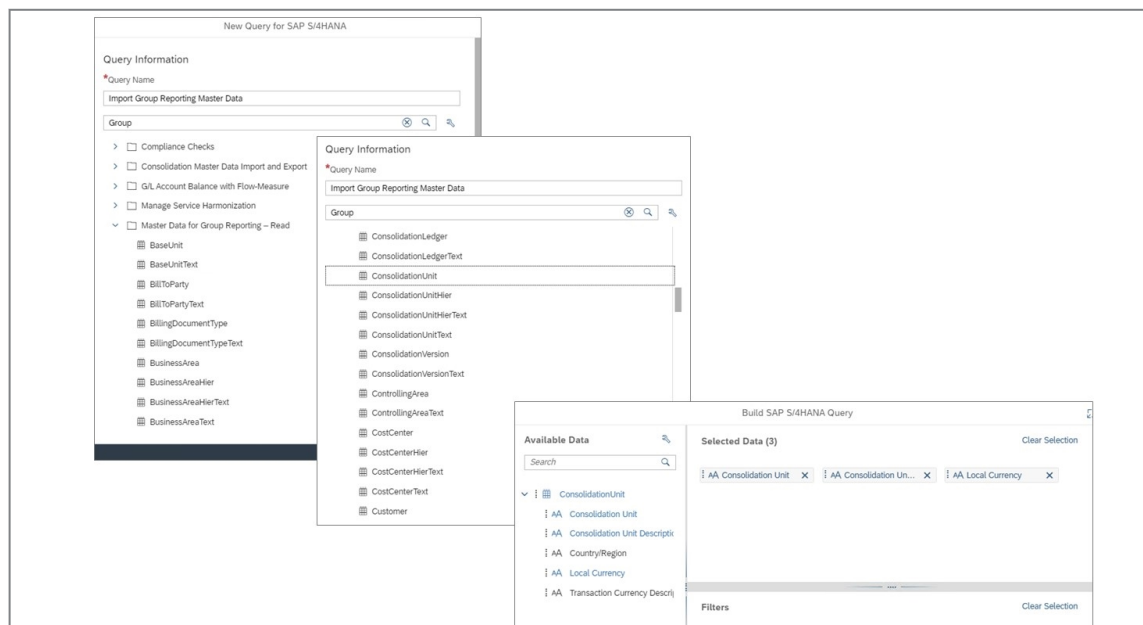 New Query for SAP S/4HANA
Query Information
*Query Name
Import Group Reporting Master Data
Group
Compliance Checks
Consolidation Master Data Import and Export
G/L Account Balance with Flow-Measure
Manage Service Harmonization
Master Data for Group Reporting – Read
BaseUnit
BaseUnitText
BillToParty
BillToPartyText
BillingDocumentType
BillingDocumentTypeText
BusinessArea
BusinessAreaHier
BusinessAreaHierText
BusinessAreaText
Query Information
*Query Name
Import Group Reporting Master Data
Group
ConsolidationLedger
ConsolidationLedgerText
ConsolidationUnit
ConsolidationUnitHier
ConsolidationUnitHierText
ConsolidationUnitText
ConsolidationVersion
ConsolidationVersionText
ControllingArea
ControllingAreaText
CostCenter
CostCenterHier
CostCenterHierText
CostCenterText
Customer
Build SAP S/4HANA Query
Available Data
Search
ConsolidationUnit
AA Consolidation Unit
AA Consolidation Unit Descriptic
AA Country/Region
AA Local Currency
AA Transaction Currency Descri
Selected Data (3) Clear Selection
AA Consolidation Unit AA Consolidation Un... AA Local Currency
Filters Clear Selection